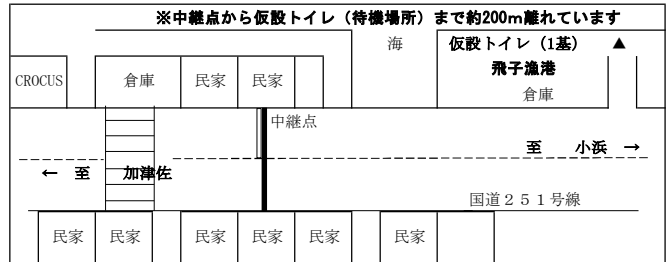 ※中継点から仮設トイレ（待機場所）まで約200m離れています
海
仮設トイレ（1基） ▲
飛子漁港
CROCUS
倉庫
民家
民家
倉庫
中継点
至 小浜 →
← 至 加津佐
国道２５１号線
民家
民家
民家
民家
民家
民家